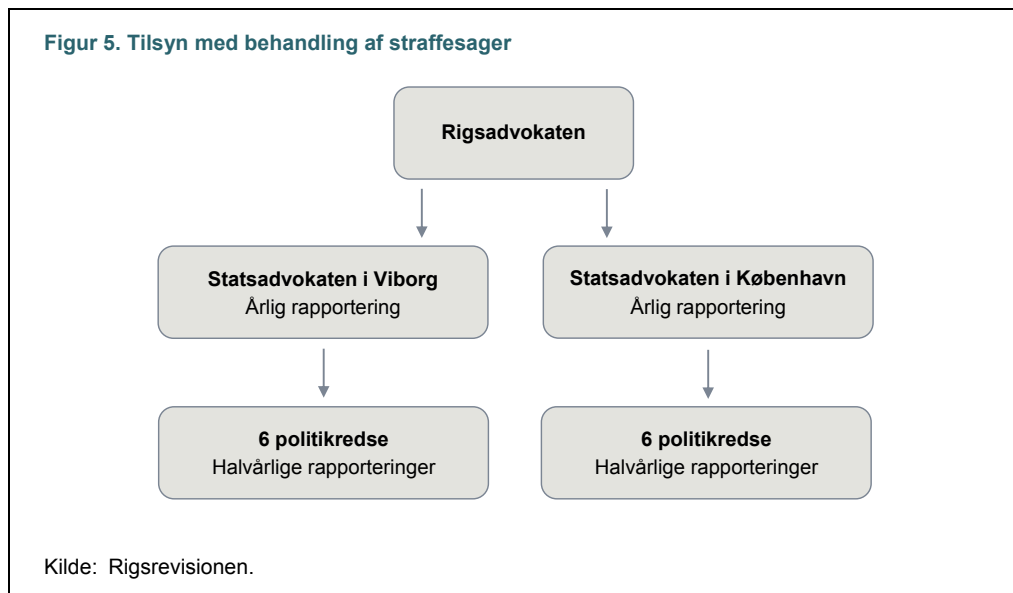 Figur 5. Tilsyn med behandling af straffesager
Rigsadvokaten
Statsadvokaten i Viborg
Årlig rapportering
Statsadvokaten i København
Årlig rapportering
6 politikredse
Halvårlige rapporteringer
6 politikredse
Halvårlige rapporteringer
Kilde: Rigsrevisionen.